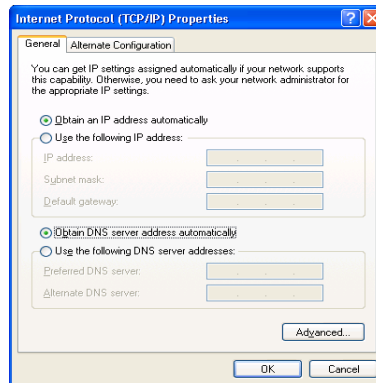 Internet Protocol (TCP/IP) Properties
General
Alternate Configuration
You can get IP settings assigned automatically if your network supports
this capability. Otherwise, you need to ask your network administrator for
the appropriate IP settings.
Obtain an IP address automatically
Use the following IP address:
IP address:
Subnet mask:
Default gateway:
Obtain DNS server address automatically
Use the following DNS server addresses:
Preferred DNS server:
Alternate DNS server:
Advanced...
OK
Cancel